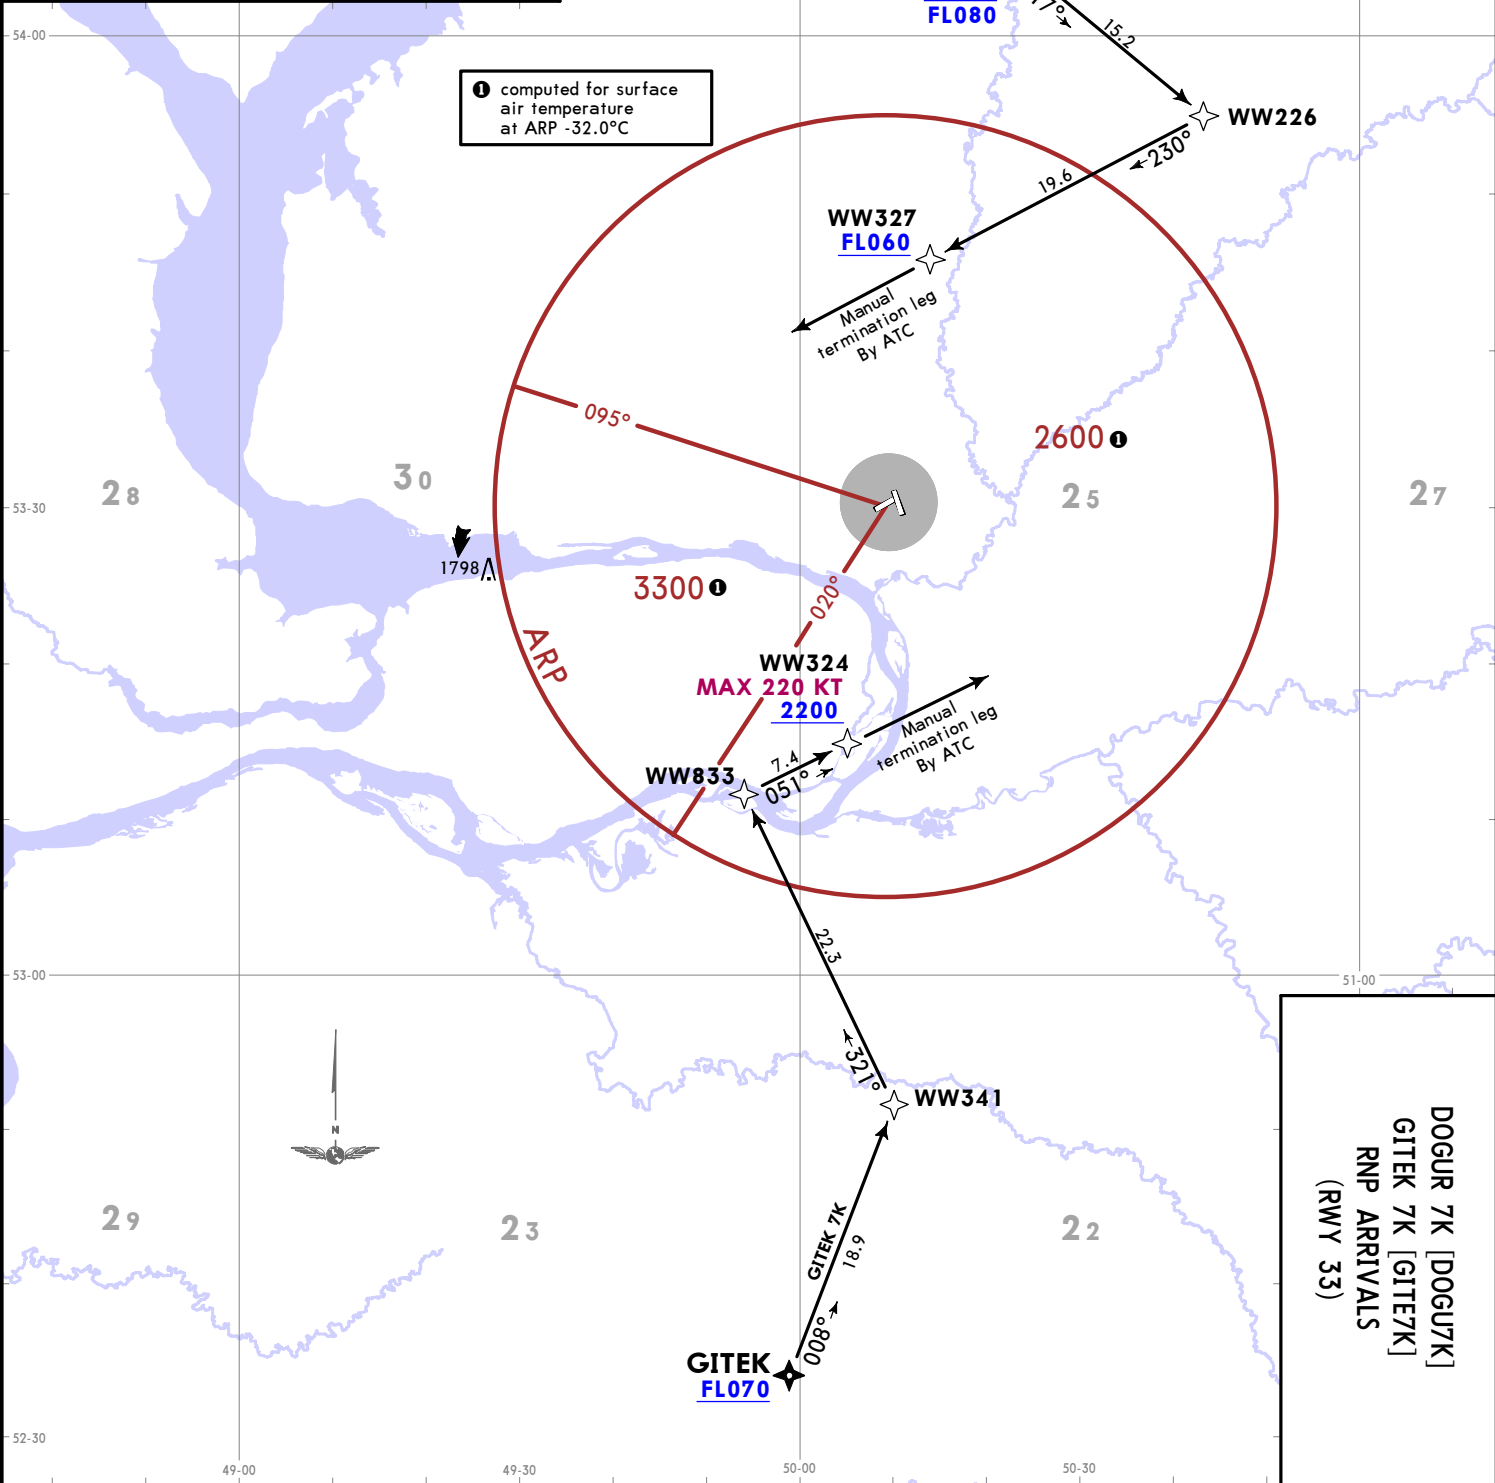 FL080
17°
15.2
54-00
❶ computed for surface
air temperature
at ARP -32.0°C
WW226
230°
19.6
WW327
FL060
Manual
termination leg
By ATC
095°
2600 ❶
28
30
25
27
53-30
1798
3300 ❶
020°
ARP
WW324
MAX 220 KT
2200
Manual
termination leg
By ATC
7.4
WW833
051°
22.3
53-00
51-00
321°
WW341
N
DOGUR 7K [DOGU7K]
GITEK 7K [GITE7K]
RNP ARRIVALS
(RWY 33)
29
23
22
GITEK 7K
18.9
008°
GITEK
FL070
52-30
49-00
49-30
50-00
50-30